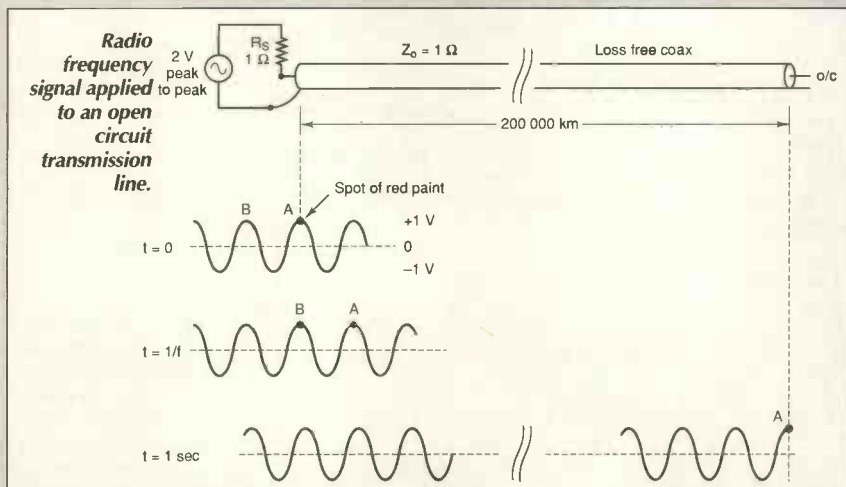 Radio
frequency
signal applied
to an open
circuit
transmission
line.
2 V
peak
to peak
RS
1 Ω
Zo = 1 Ω
Loss free coax
o/c
200 000 km
Spot of red paint
B A
+1 V
0
−1 V
t = 0
B A
t = 1/f
A
t = 1 sec